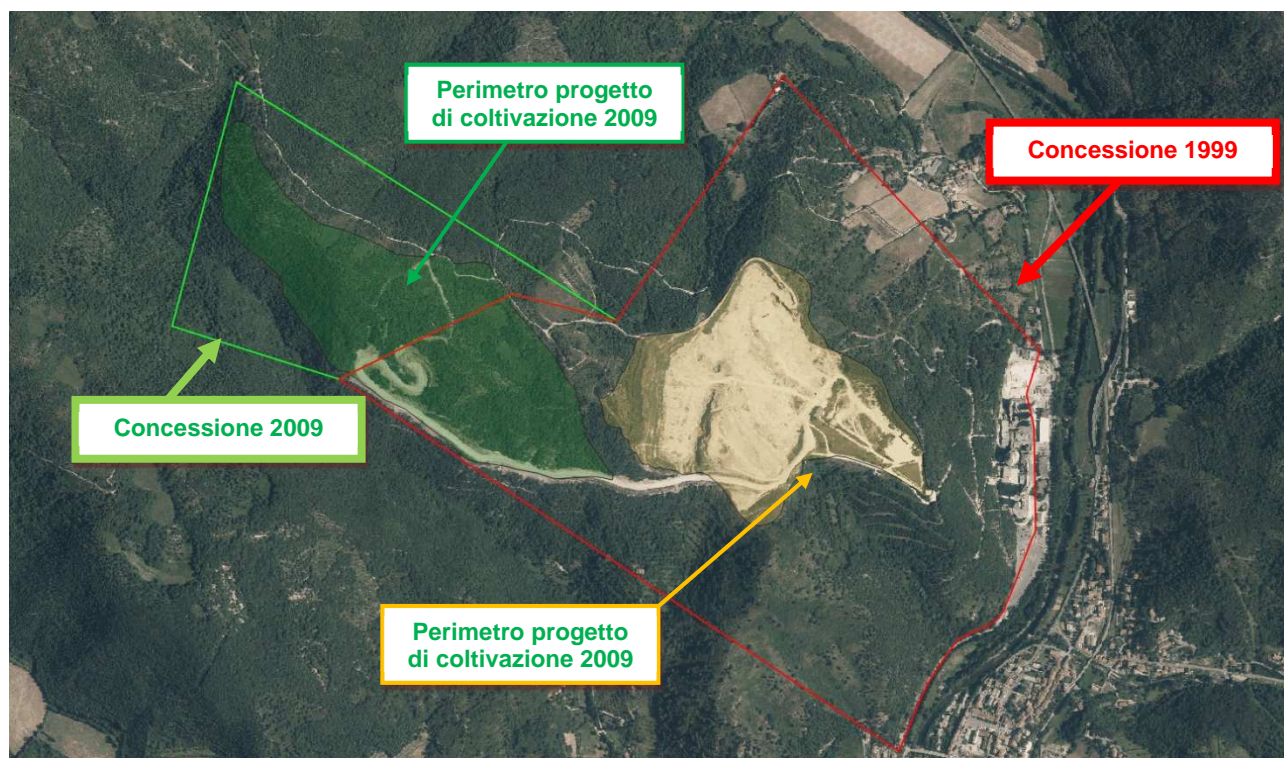 Perimetro progetto
di coltivazione 2009
Concessione 1999
Concessione 2009
Perimetro progetto
di coltivazione 2009